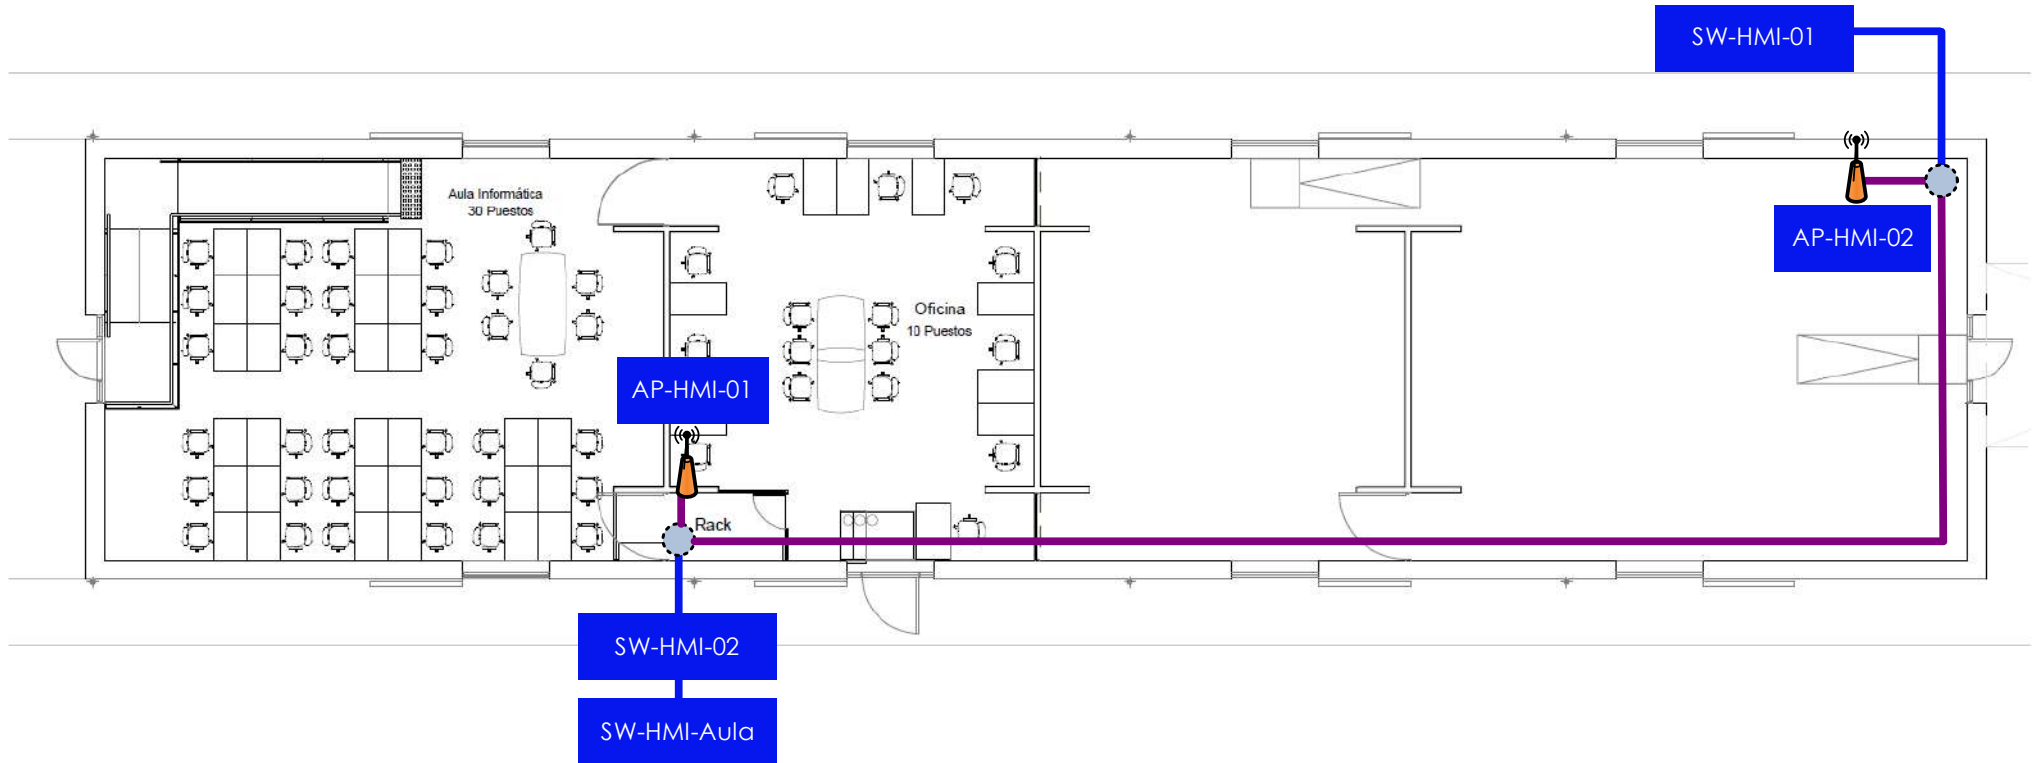 SW-HMI-01
Aula Informática
30 Puestos
AP-HMI-02
Oficina
10 Puestos
AP-HMI-01
Rack
SW-HMI-02
SW-HMI-Aula